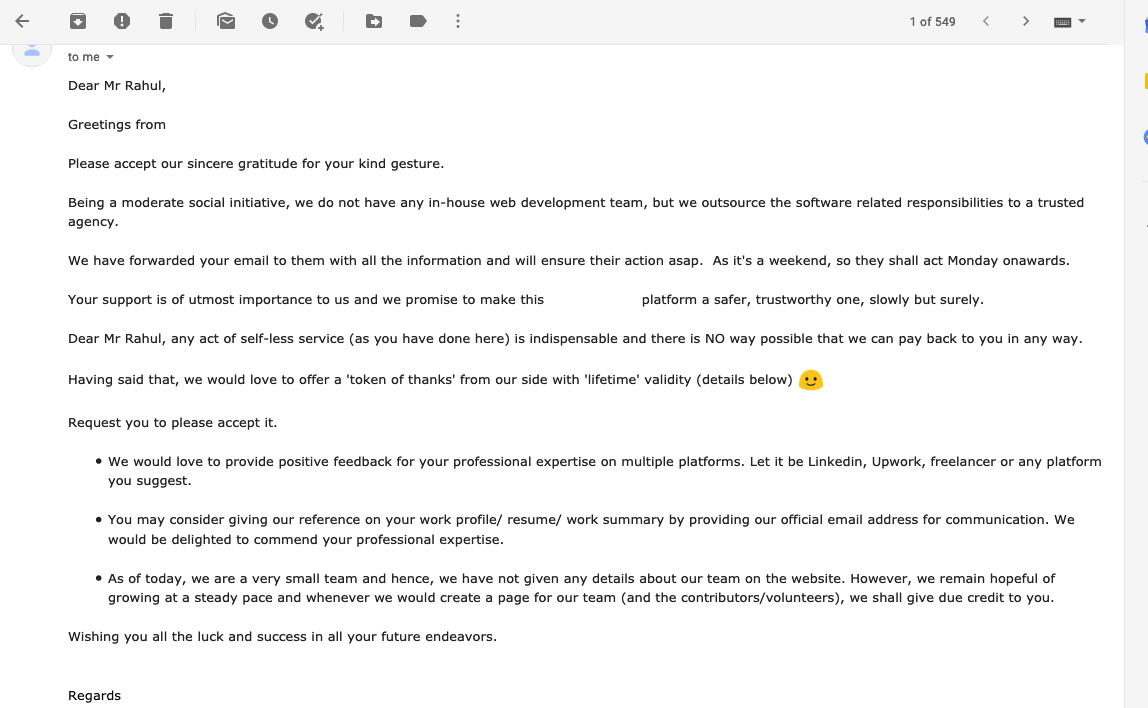 1 of 549
to me
Dear Mr Rahul,
Greetings from
Please accept our sincere gratitude for your kind gesture.
Being a moderate social initiative, we do not have any in-house web development team, but we outsource the software related responsibilities to a trusted
agency.
We have forwarded your email to them with all the information and will ensure their action asap.  As it's a weekend, so they shall act Monday onawards.
Your support is of utmost importance to us and we promise to make this platform a safer, trustworthy one, slowly but surely.
Dear Mr Rahul, any act of self-less service (as you have done here) is indispensable and there is NO way possible that we can pay back to you in any way.
Having said that, we would love to offer a 'token of thanks' from our side with 'lifetime' validity (details below)
Request you to please accept it.
• We would love to provide positive feedback for your professional expertise on multiple platforms. Let it be Linkedin, Upwork, freelancer or any platform
you suggest.
• You may consider giving our reference on your work profile/ resume/ work summary by providing our official email address for communication. We
would be delighted to commend your professional expertise.
• As of today, we are a very small team and hence, we have not given any details about our team on the website. However, we remain hopeful of
growing at a steady pace and whenever we would create a page for our team (and the contributors/volunteers), we shall give due credit to you.
Wishing you all the luck and success in all your future endeavors.
Regards